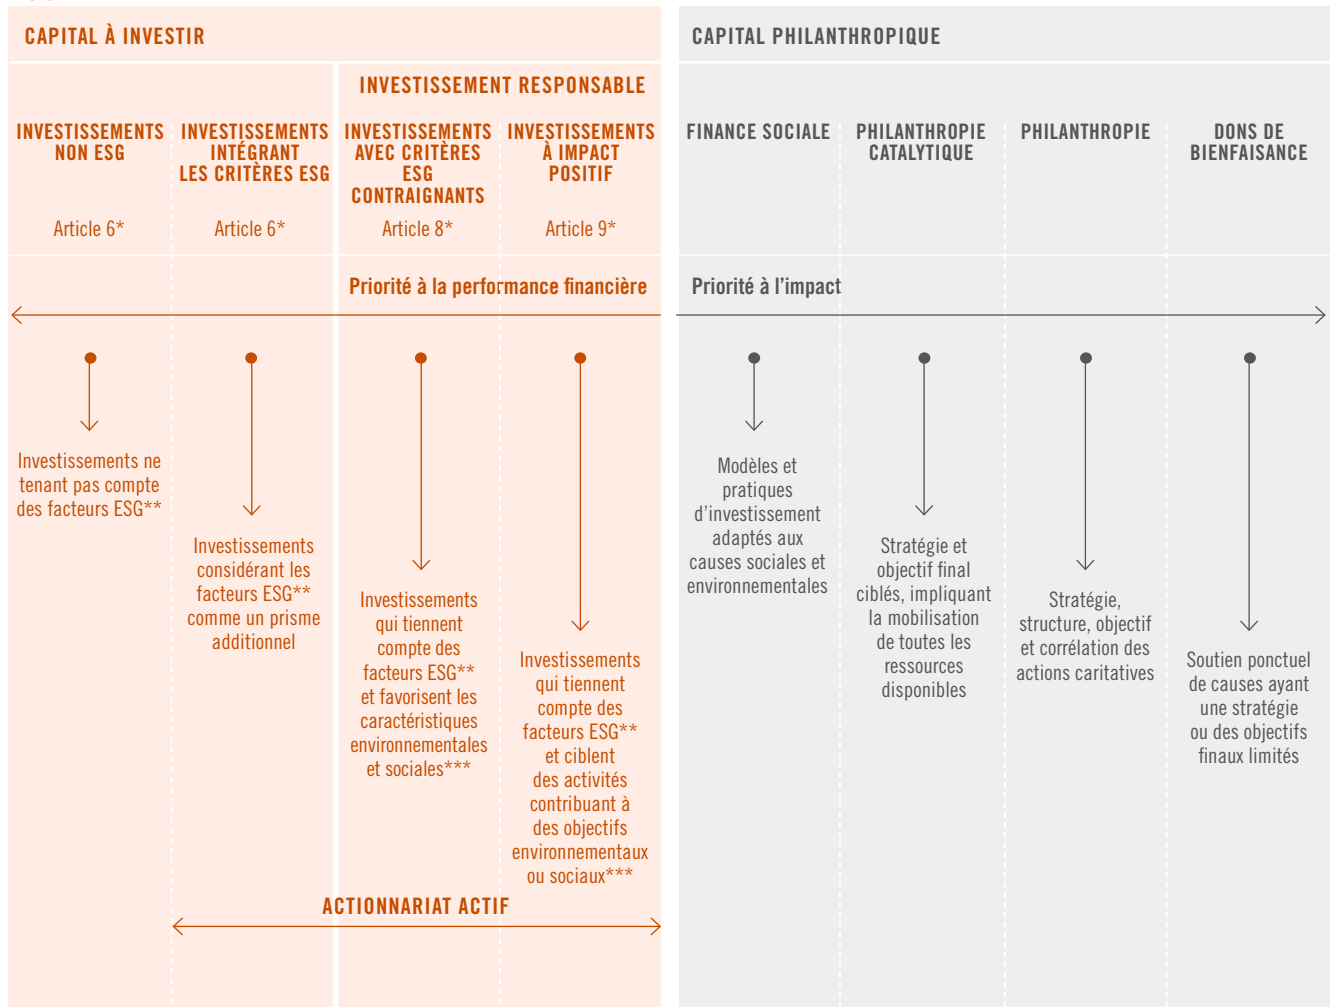 CAPITAL À INVESTIR
INVESTISSEMENT RESPONSABLE
INVESTISSEMENTS
NON ESG
Article 6*
INVESTISSEMENTS
INTÉGRANT
LES CRITÈRES ESG
Article 6*
INVESTISSEMENTS
AVEC CRITÈRES
ESG
CONTRAIGNANTS
Article 8*
INVESTISSEMENTS
À IMPACT
POSITIF
Article 9*
Priorité à la performance financière
Investissements ne
tenant pas compte
des facteurs ESG**
Investissements
considérant les
facteurs ESG**
comme un prisme
additionnel
Investissements
qui tiennent
compte des
facteurs ESG**
et favorisent les
caractéristiques
environnementales
et sociales***
Investissements
qui tiennent
compte des
facteurs ESG**
et ciblent
des activités
contribuant à
des objectifs
environnementaux
ou sociaux***
ACTIONNARIAT ACTIF
CAPITAL PHILANTHROPIQUE
FINANCE SOCIALE
PHILANTHROPIE
CATALYTIQUE
PHILANTHROPIE
DONS DE
BIENFAISANCE
Priorité à l’impact
Modèles et
pratiques
d’investissement
adaptés aux
causes sociales et
environnementales
Stratégie et
objectif final
ciblés, impliquant
la mobilisation
de toutes les
ressources
disponibles
Stratégie,
structure, objectif
et corrélation des
actions caritatives
Soutien ponctuel
de causes ayant
une stratégie
ou des objectifs
finaux limités